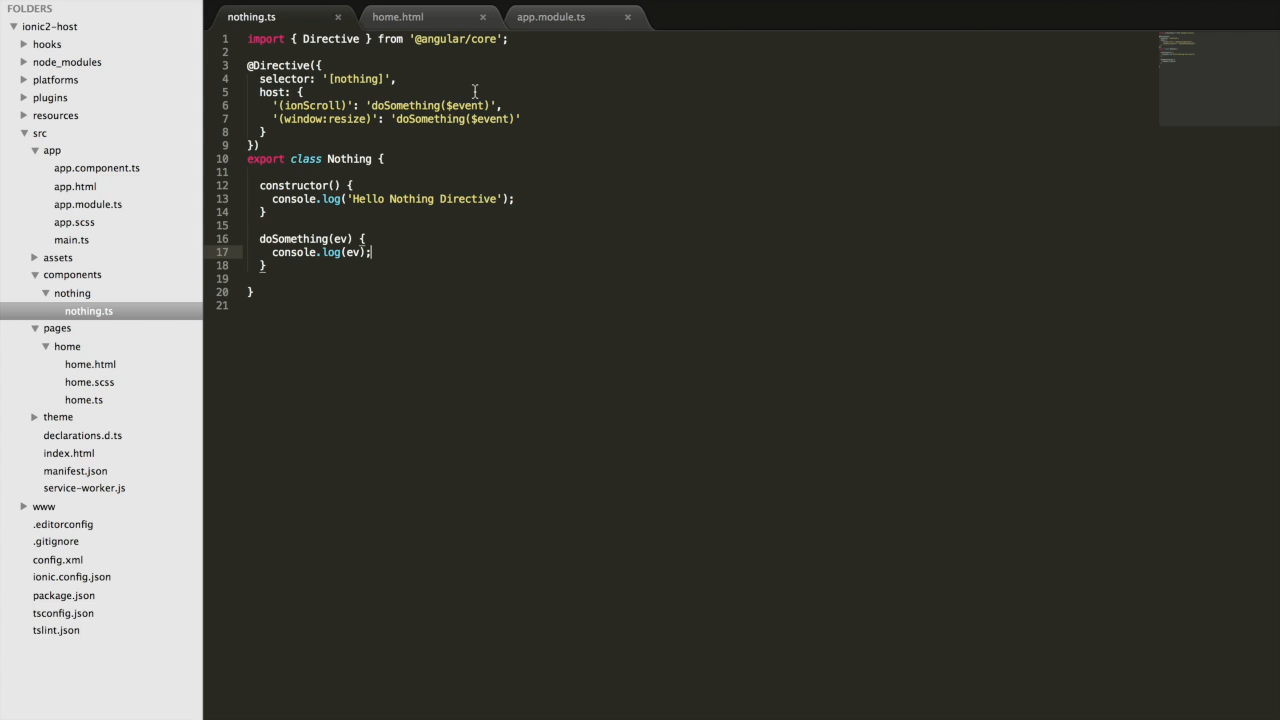 FOLDERS
ionic2-host
hooks
node_modules
platforms
plugins
resources
src
app
app.component.ts
app.html
app.module.ts
app.scss
main.ts
assets
components
nothing
nothing.ts
pages
home
home.html
home.scss
home.ts
theme
declarations.d.ts
index.html
manifest.json
service-worker.js
www
.editorconfig
.gitignore
config.xml
ionic.config.json
package.json
tsconfig.json
tslint.json
nothing.ts × home.html × app.module.ts ×
1 import { Directive } from '@angular/core';
2
3 @Directive({
4 selector: '[nothing]',
5 host: {
6 '(ionScroll)': 'doSomething($event)',
7 '(window:resize)': 'doSomething($event)'
8 }
9 })
10 export class Nothing {
11
12 constructor() {
13 console.log('Hello Nothing Directive');
14 }
15
16 doSomething(ev) {
17 console.log(ev);
18 }
19
20 }
21